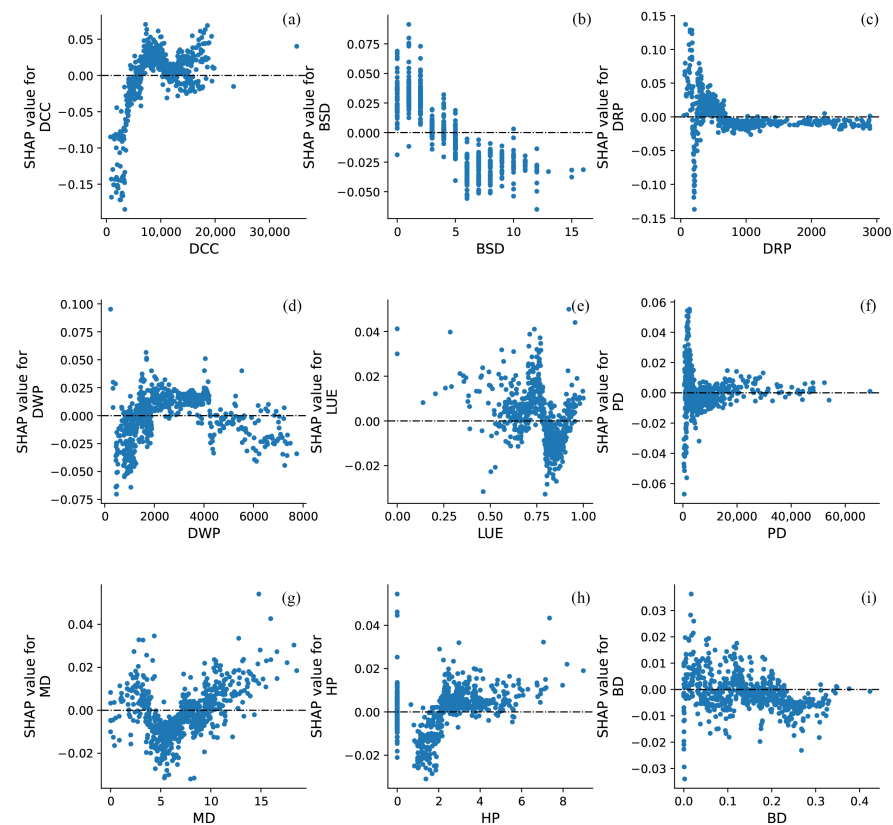 (a)
SHAP value for
DCC
0.05
0.00
−0.05
−0.10
−0.15
0
10,000
20,000
30,000
DCC
(b)
SHAP value for
BSD
0.075
0.050
0.025
0.000
−0.025
−0.050
0
5
10
15
BSD
(c)
SHAP value for
DRP
0.15
0.10
0.05
0.00
−0.05
−0.10
−0.15
0
1000
2000
3000
DRP
(d)
SHAP value for
DWP
0.100
0.075
0.050
0.025
0.000
−0.025
−0.050
−0.075
0
2000
4000
6000
8000
DWP
(e)
SHAP value for
LUE
0.04
0.02
0.00
−0.02
0.00
0.25
0.50
0.75
1.00
LUE
(f)
SHAP value for
PD
0.06
0.04
0.02
0.00
−0.02
−0.04
−0.06
0
20,000
40,000
60,000
PD
(g)
SHAP value for
MD
0.04
0.02
0.00
−0.02
0
5
10
15
MD
(h)
SHAP value for
HP
0.04
0.02
0.00
−0.02
0
2
4
6
8
HP
(i)
SHAP value for
BD
0.03
0.01
0.00
−0.01
−0.03
0.0
0.1
0.2
0.3
0.4
BD